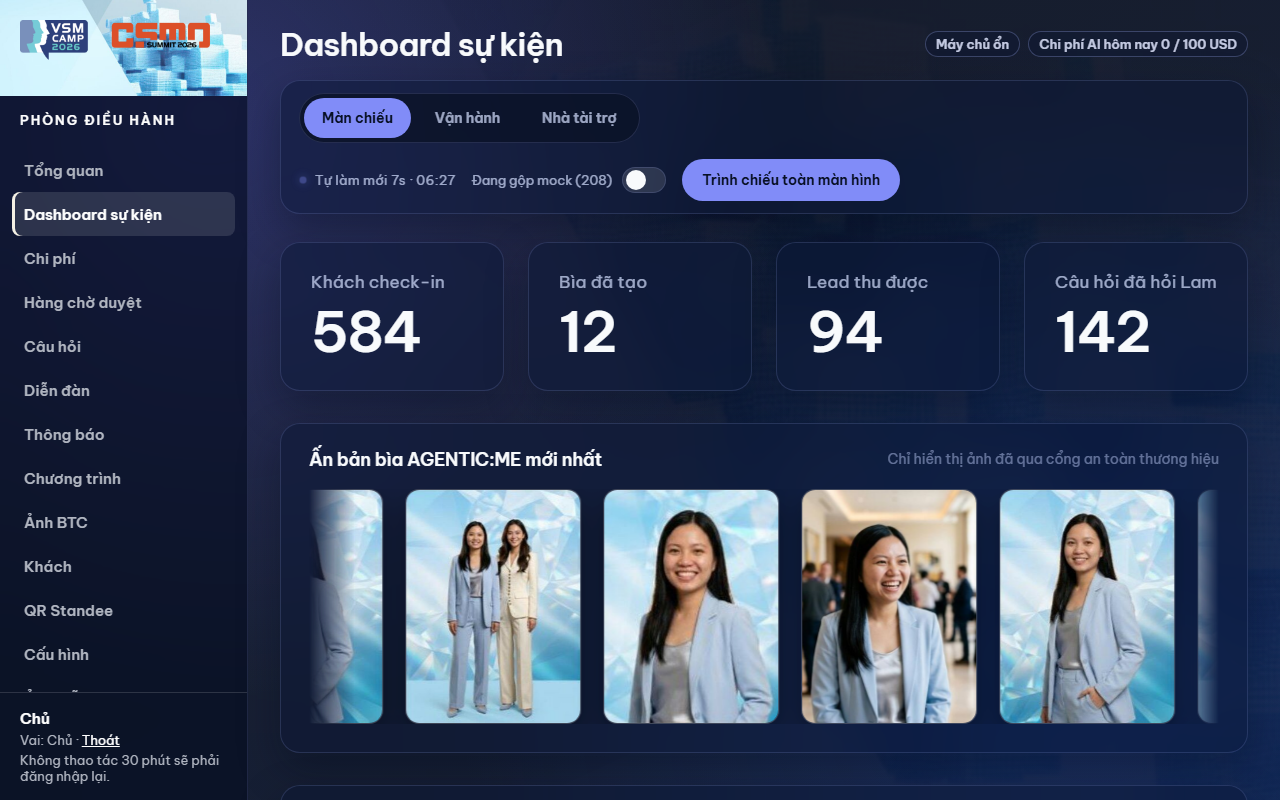 VSM
CAMP
2026
CSMO
SUMMIT 2026
PHÒNG ĐIỀU HÀNH
Tổng quan
Dashboard sự kiện
Chi phí
Hàng chờ duyệt
Câu hỏi
Diễn đàn
Thông báo
Chương trình
Ảnh BTC
Khách
QR Standee
Cấu hình
Chủ
Vai: Chủ · Thoát
Không thao tác 30 phút sẽ phải
đăng nhập lại.
Dashboard sự kiện
Máy chủ ổn
Chi phí AI hôm nay 0 / 100 USD
Màn chiếu
Vận hành
Nhà tài trợ
Tự làm mới 7s · 06:27
Đang gộp mock (208)
Trình chiếu toàn màn hình
Khách check-in
584
Bìa đã tạo
12
Lead thu được
94
Câu hỏi đã hỏi Lam
142
Ấn bản bìa AGENTIC:ME mới nhất
Chỉ hiển thị ảnh đã qua cổng an toàn thương hiệu